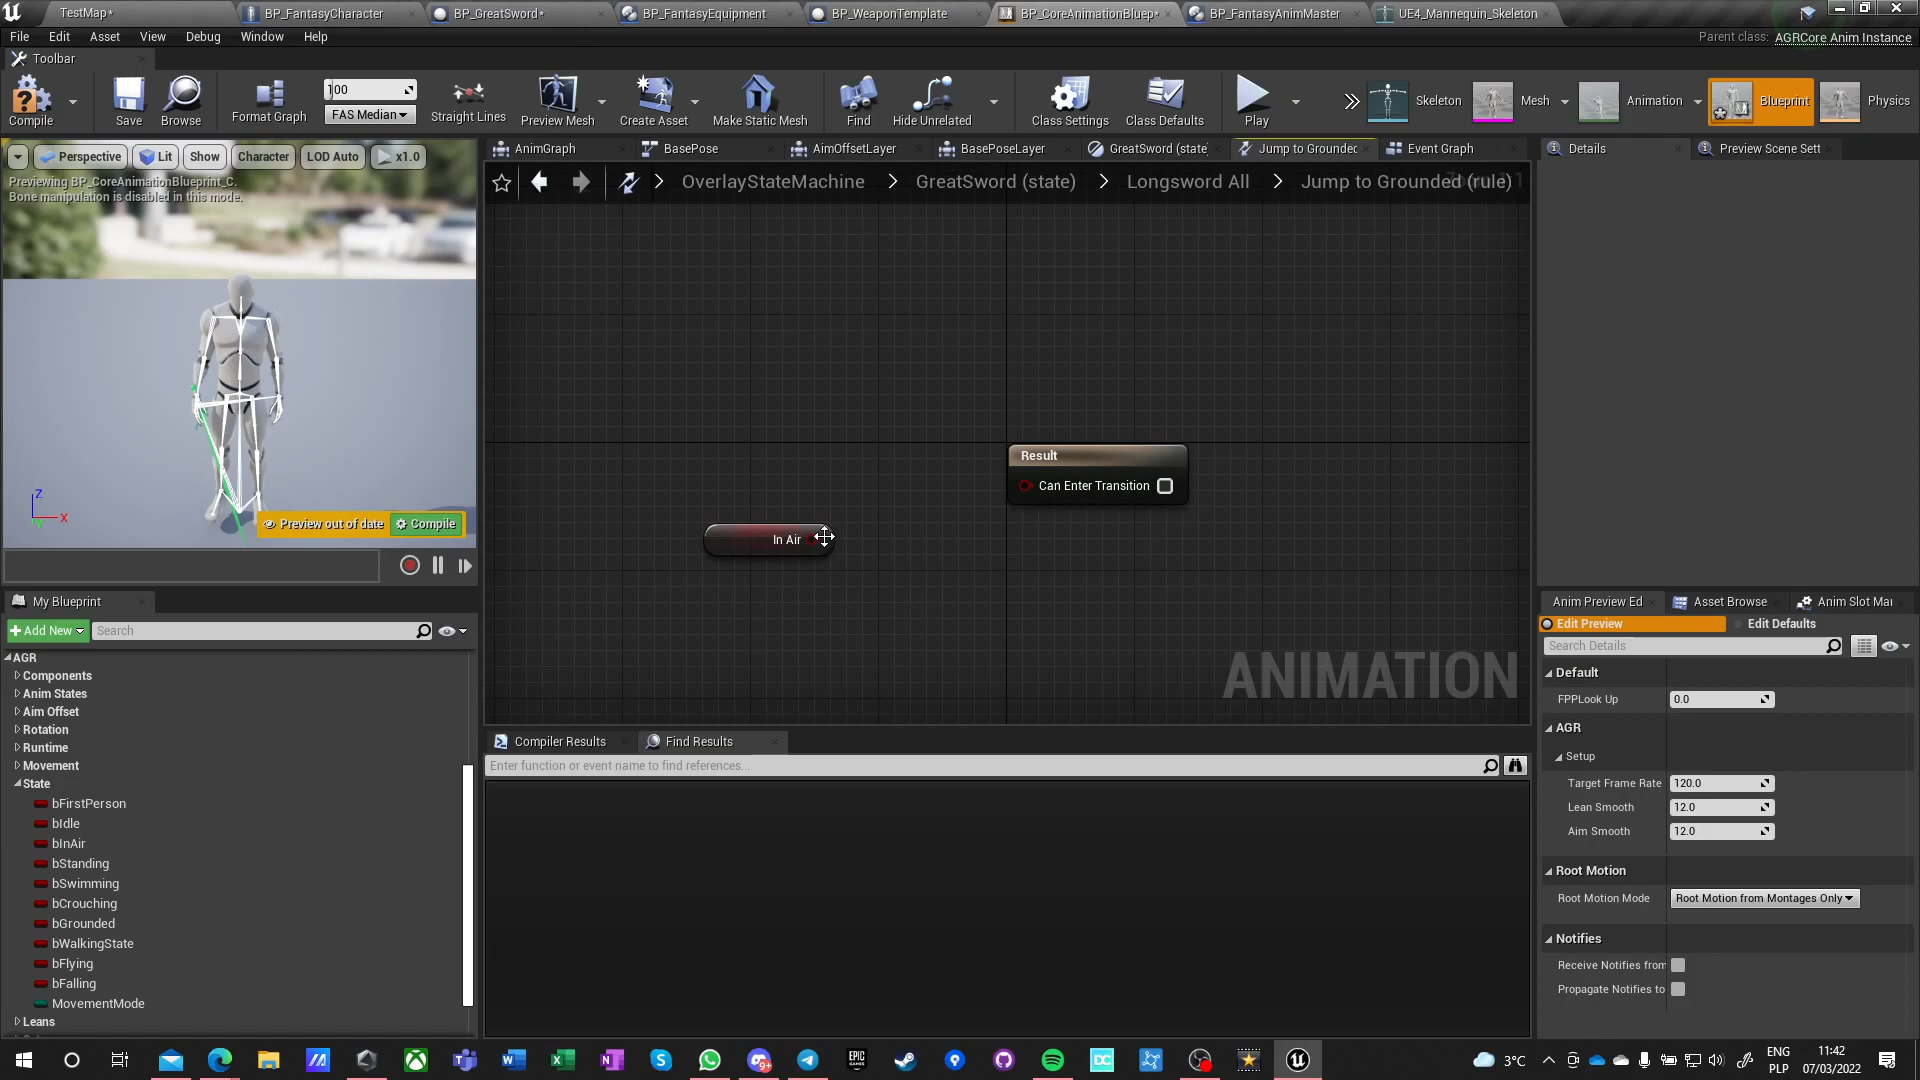 TestMap*
BP_FantasyCharacter
BP_GreatSword*
BP_FantasyEquipment
BP_WeaponTemplate
BP_CoreAnimationBluep*
BP_FantasyAnimMaster
UE4_Mannequin_Skeleton
File Edit Asset View Debug Window Help
Parent class: AGRCore Anim Instance
Toolbar
Compile
Save
Browse
Format Graph
100
FAS Median
Straight Lines
Preview Mesh
Create Asset
Make Static Mesh
Find
Hide Unrelated
Class Settings
Class Defaults
Play
Skeleton
Mesh
Animation
Blueprint
Physics
Perspective
Lit
Show
Character
LOD Auto
x1.0
Previewing BP_CoreAnimationBlueprint_C.
Bone manipulation is disabled in this mode.
AnimGraph
BasePose
AimOffsetLayer
BasePoseLayer
GreatSword (state)
Jump to Grounded
Event Graph
Details
Preview Scene Sett
OverlayStateMachine > GreatSword (state) > Longsword All > Jump to Grounded (rule)
Result
Can Enter Transition
In Air
ANIMATION
Z
X
Y
Preview out of date
Compile
My Blueprint
Add New
Search
AGR
Components
Anim States
Aim Offset
Rotation
Runtime
Movement
State
bFirstPerson
bIdle
bInAir
bStanding
bSwimming
bCrouching
bGrounded
bWalkingState
bFlying
bFalling
MovementMode
Leans
Compiler Results
Find Results
Enter function or event name to find references...
Anim Preview Ed
Asset Browse
Anim Slot Mai
Edit Preview
Edit Defaults
Search Details
Default
FPPLook Up 0.0
AGR
Setup
Target Frame Rate 120.0
Lean Smooth 12.0
Aim Smooth 12.0
Root Motion
Root Motion Mode Root Motion from Montages Only
Notifies
Receive Notifies from
Propagate Notifies to
9+
EPIC GAMES
DC
3°C
ENG
PLP
11:42
07/03/2022